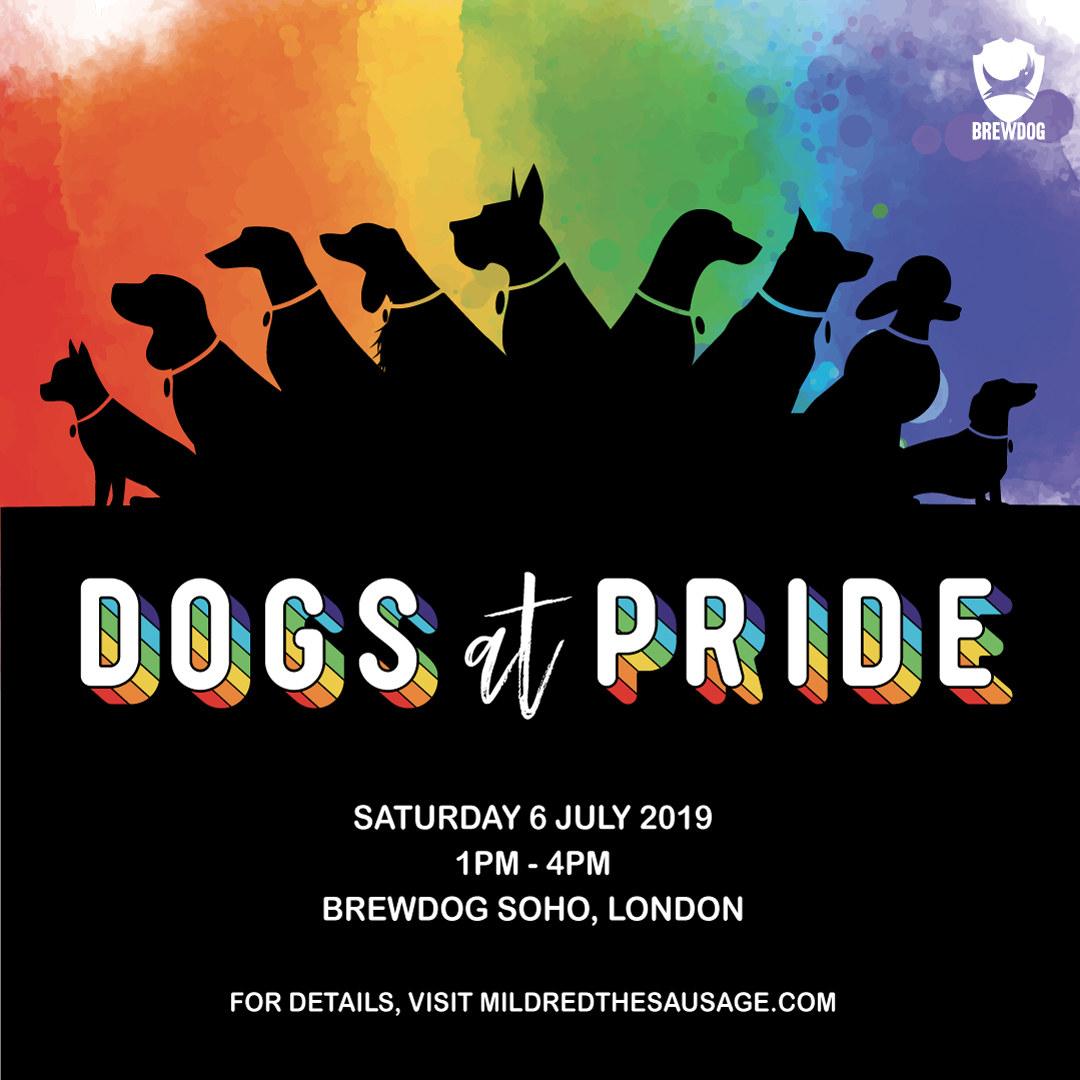 BREWDOG
DOGS at PRIDE
SATURDAY 6 JULY 2019
1PM - 4PM
BREWDOG SOHO, LONDON
FOR DETAILS, VISIT MILDREDTHESAUSAGE.COM